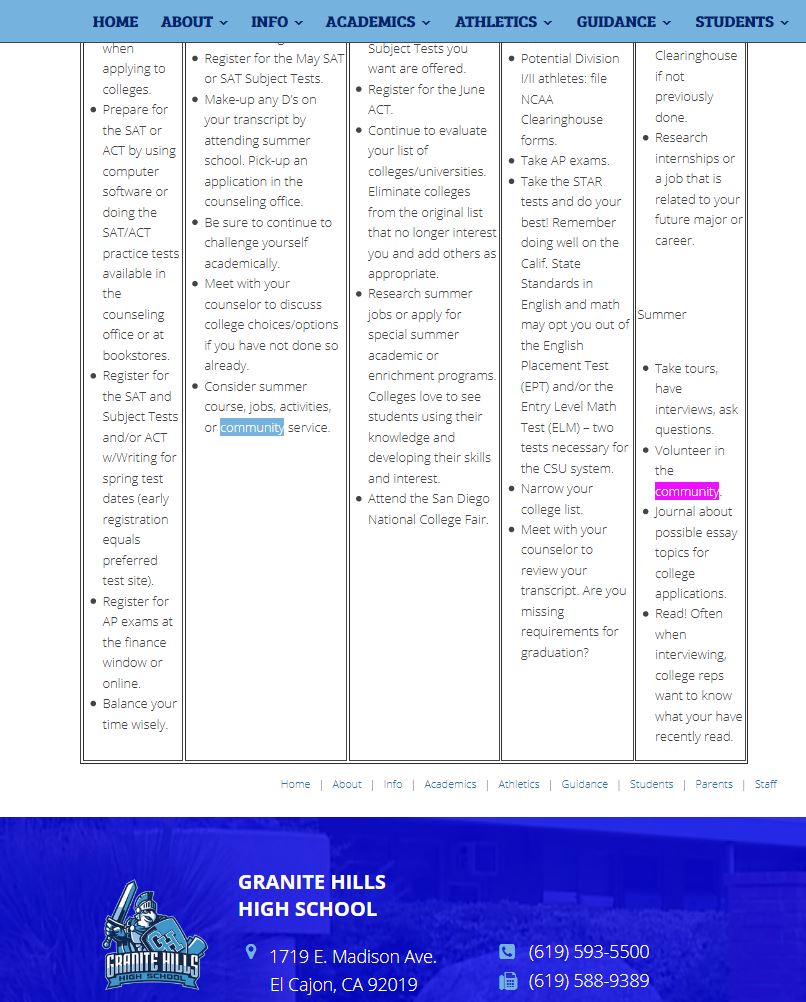 HOME ABOUT INFO ACADEMICS ATHLETICS GUIDANCE STUDENTS
when
applying to
colleges.
Prepare for
the SAT or
ACT by using
computer
software or
doing the
SAT/ACT
practice tests
available in
the
counseling
office or at
bookstores.
Register for
the SAT and
Subject Tests
and/or ACT
w/Writing for
spring test
dates (early
registration
equals
preferred
test site).
Register for
AP exams at
the finance
window or
online.
Balance your
time wisely.
Register for the May SAT
or SAT Subject Tests.
Make-up any D's on
your transcript by
attending summer
school. Pick-up an
application in the
counseling office.
Be sure to continue to
challenge yourself
academically.
Meet with your
counselor to discuss
college choices/options
if you have not done so
already.
Consider summer
course, jobs, activities,
or community service.
Subject Tests you
want are offered.
Register for the June
ACT.
Continue to evaluate
your list of
colleges/universities.
Eliminate colleges
from the original list
that no longer interest
you and add others as
appropriate.
Research summer
jobs or apply for
special summer
academic or
enrichment programs.
Colleges love to see
students using their
knowledge and
developing their skills
and interest.
Attend the San Diego
National College Fair.
Potential Division
I/II athletes: file
NCAA
Clearinghouse
forms.
Take AP exams.
Take the STAR
tests and do your
best! Remember
doing well on the
Calif. State
Standards in
English and math
may opt you out of
the English
Placement Test
(EPT) and/or the
Entry Level Math
Test (ELM) – two
tests necessary for
the CSU system.
Narrow your
college list.
Meet with your
counselor to
review your
transcript. Are you
missing
requirements for
graduation?
Clearinghouse
if not
previously
done.
Research
internships or
a job that is
related to your
future major or
career.
Summer
Take tours,
have
interviews, ask
questions.
Volunteer in
the
community.
Journal about
possible essay
topics for
college
applications.
Read! Often
when
interviewing,
college reps
want to know
what your have
recently read.
Home | About | Info | Academics | Athletics | Guidance | Students | Parents | Staff
GRANITE HILLS
HIGH SCHOOL
GH
GRANITE HILLS
HIGH SCHOOL
1719 E. Madison Ave.
El Cajon, CA 92019
(619) 593-5500
(619) 588-9389